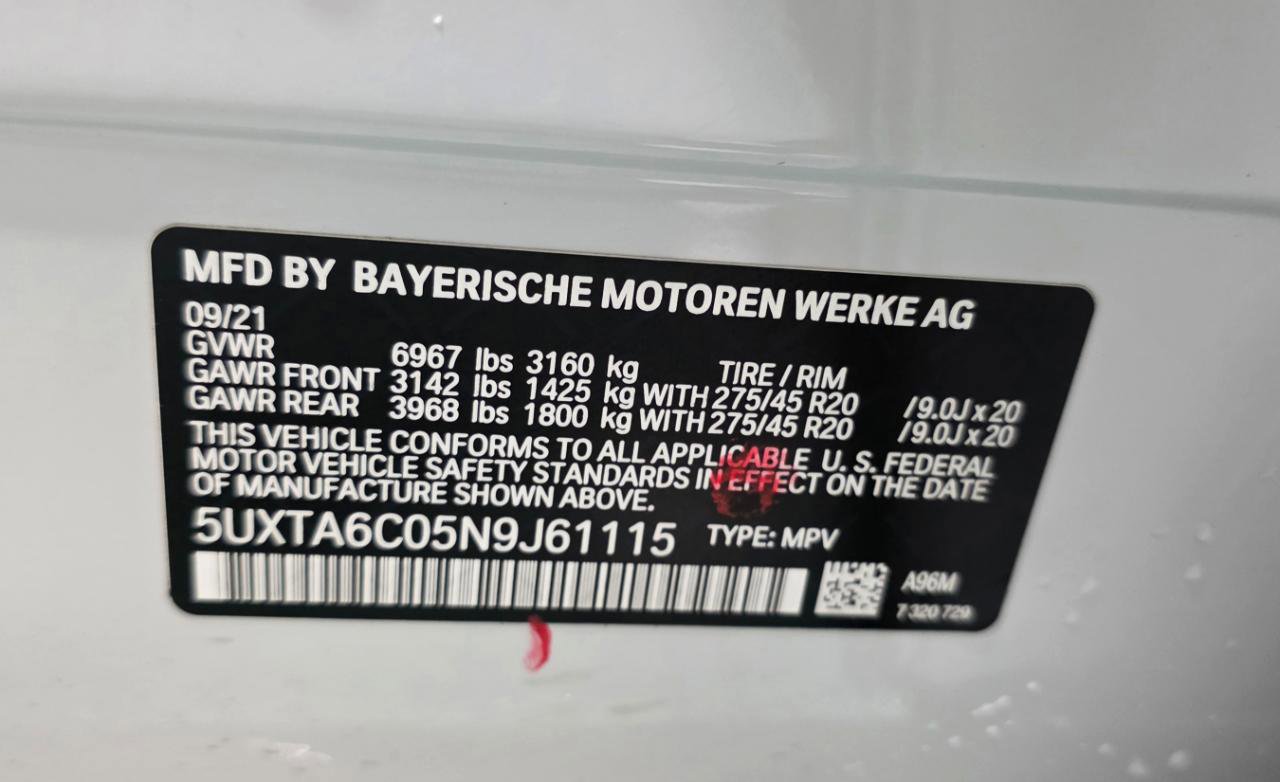 MFD BY BAYERISCHE MOTOREN WERKE AG
09/21
GVWR 6967 lbs 3160 kg TIRE / RIM
GAWR FRONT 3142 lbs 1425 kg WITH 275/45 R20 /9.0J x 20
GAWR REAR 3968 lbs 1800 kg WITH 275/45 R20 /9.0J x 20
THIS VEHICLE CONFORMS TO ALL APPLICABLE U. S. FEDERAL
MOTOR VEHICLE SAFETY STANDARDS IN EFFECT ON THE DATE
OF MANUFACTURE SHOWN ABOVE.
5UXTA6C05N9J61115 TYPE: MPV
A96M
7 320 729